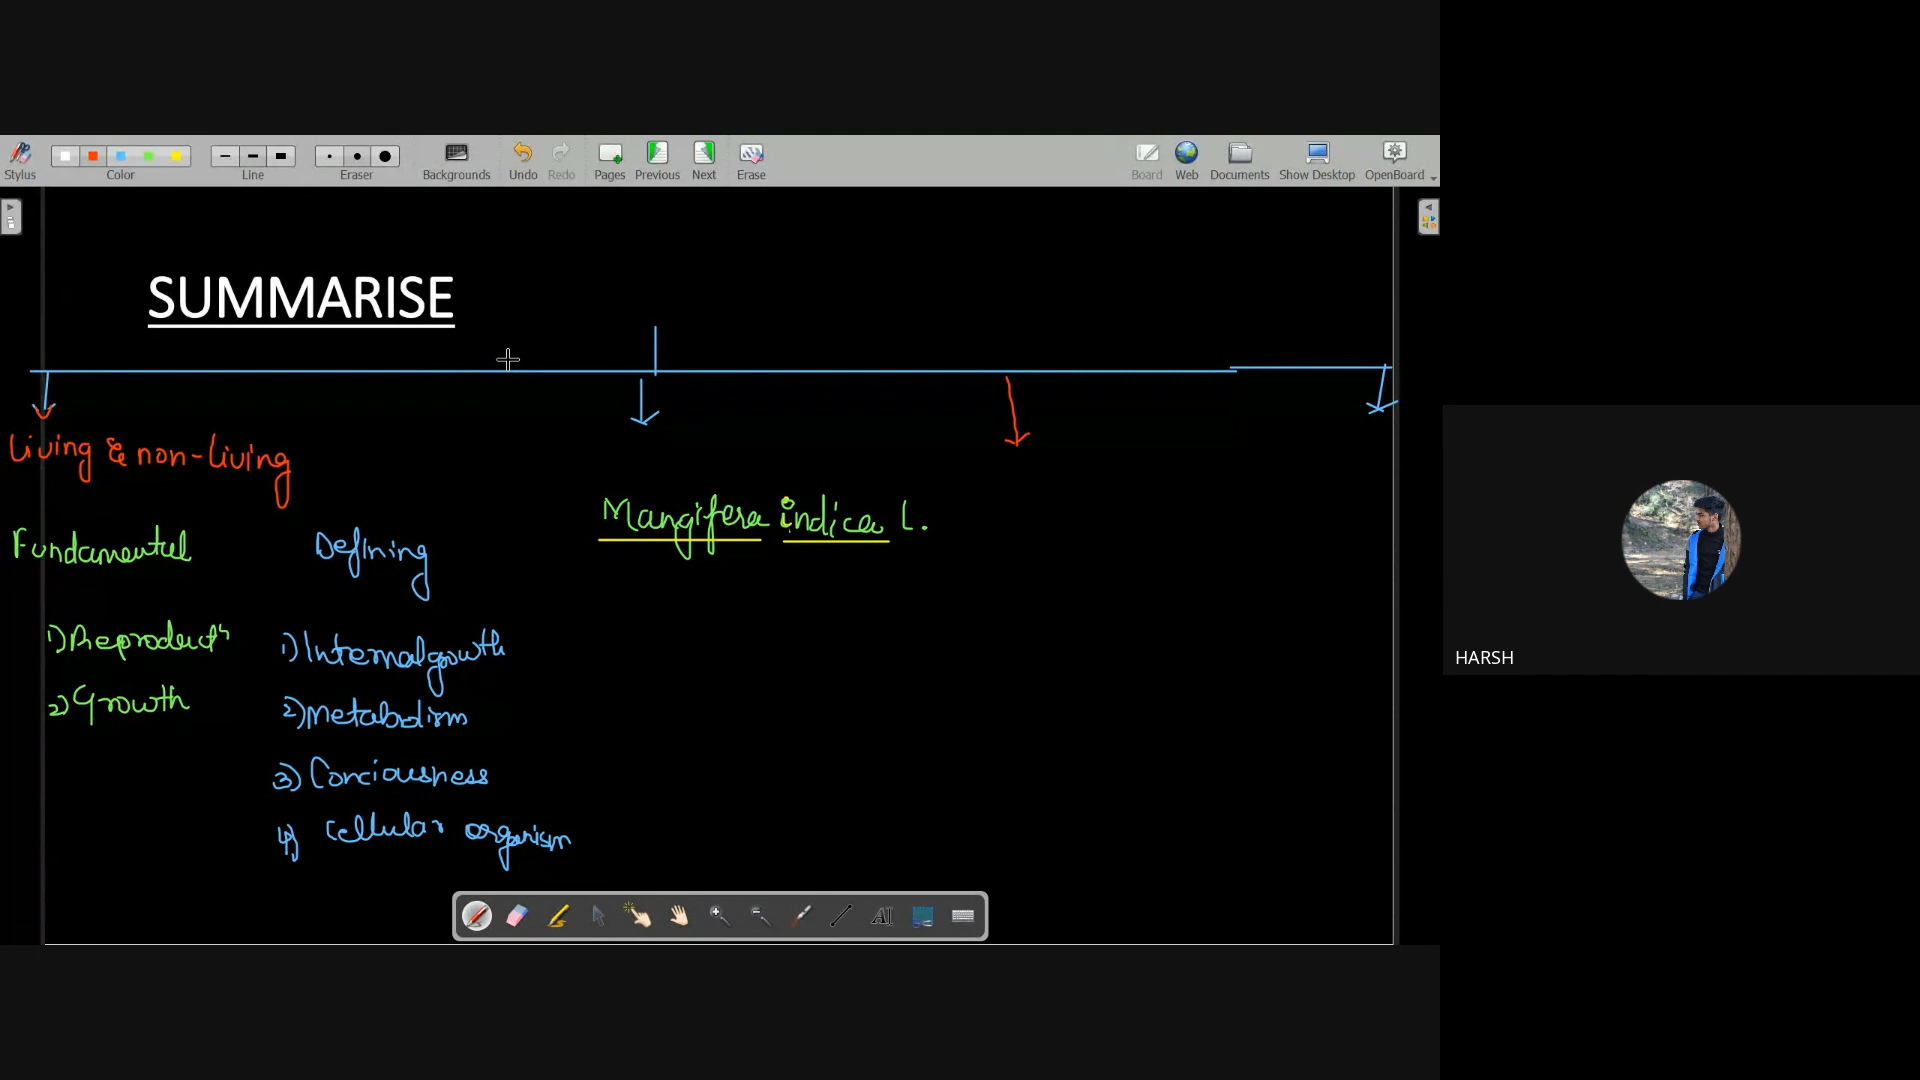 Stylus
Color
Line
Eraser
Backgrounds
Undo
Redo
Pages
Previous
Next
Erase
Board
Web
Documents
Show Desktop
OpenBoard
SUMMARISE
Living & non-living
Fundamental
1) Reproductn
2) Growth
Defining
1) Internal growth
2) Metabolism
3) Conciousness
4) Cellular organism
Mangifera indica L.
HARSH